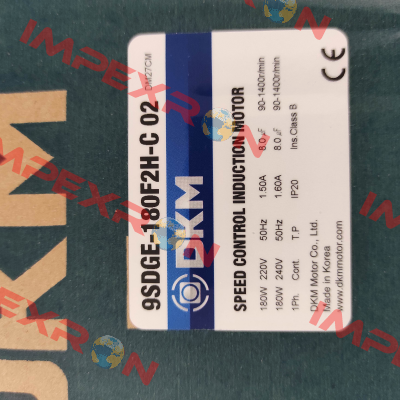 9SDGE-180F2H-C 02
DM27CM
DKM
SPEED CONTROL INDUCTION MOTOR
180W 220V 50Hz 1.50A 8.0㎌ 90-1400r/min
180W 240V 50Hz 1.60A 8.0㎌ 90-1400r/min
1Ph. Cont. T.P IP20 Ins.Class B
DKM Motor Co., Ltd.
Made in Korea
www.dkmmotor.com
CE
DKM
IMPEXRON
IMPEXRON
IMPEXRON